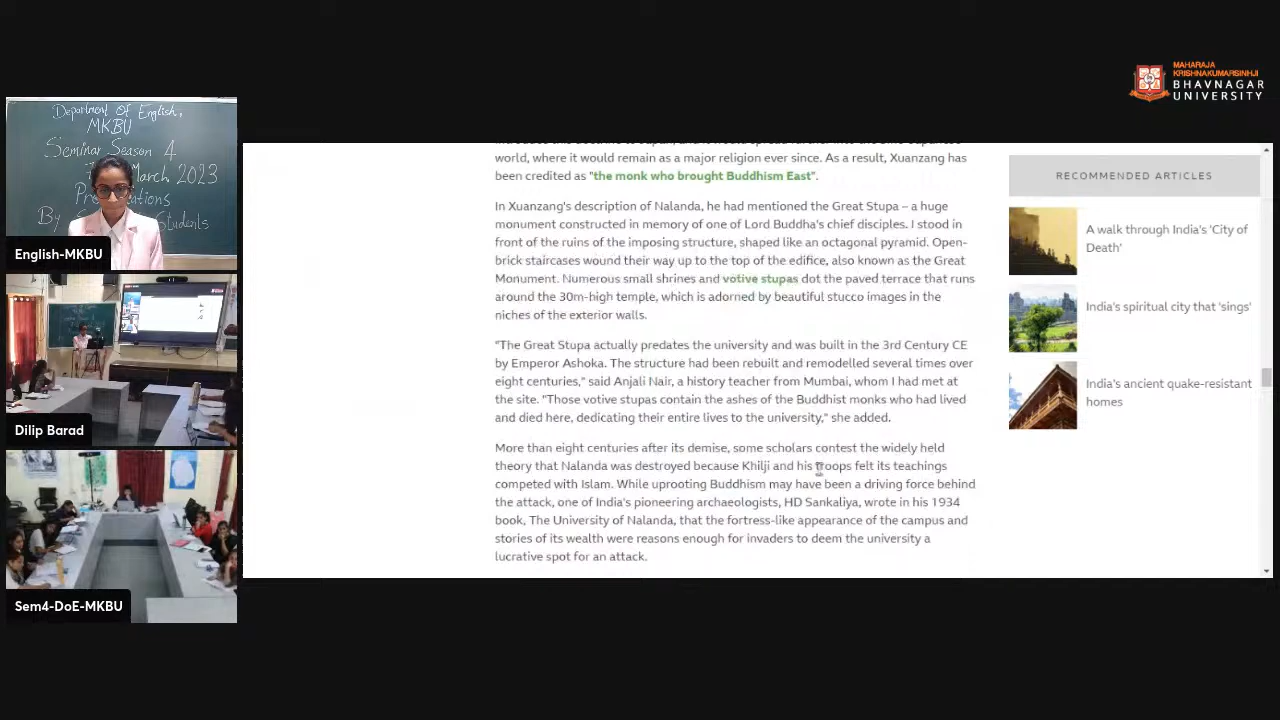 MAHARAJA
KRISHNAKUMARSINHJI
BHAVNAGAR
UNIVERSITY
Department of English,
MKBU
Seminar Season 4
March 2023
By
English-MKBU
Dilip Barad
Sem4-DoE-MKBU
world, where it would remain as a major religion ever since. As a result, Xuanzang has
been credited as "the monk who brought Buddhism East".
In Xuanzang's description of Nalanda, he had mentioned the Great Stupa – a huge
monument constructed in memory of one of Lord Buddha's chief disciples. I stood in
front of the ruins of the imposing structure, shaped like an octagonal pyramid. Open-
brick staircases wound their way up to the top of the edifice, also known as the Great
Monument. Numerous small shrines and votive stupas dot the paved terrace that runs
around the 30m-high temple, which is adorned by beautiful stucco images in the
niches of the exterior walls.
"The Great Stupa actually predates the university and was built in the 3rd Century CE
by Emperor Ashoka. The structure had been rebuilt and remodelled several times over
eight centuries," said Anjali Nair, a history teacher from Mumbai, whom I had met at
the site. "Those votive stupas contain the ashes of the Buddhist monks who had lived
and died here, dedicating their entire lives to the university," she added.
More than eight centuries after its demise, some scholars contest the widely held
theory that Nalanda was destroyed because Khilji and his troops felt its teachings
competed with Islam. While uprooting Buddhism may have been a driving force behind
the attack, one of India's pioneering archaeologists, HD Sankaliya, wrote in his 1934
book, The University of Nalanda, that the fortress-like appearance of the campus and
stories of its wealth were reasons enough for invaders to deem the university a
lucrative spot for an attack.
RECOMMENDED ARTICLES
A walk through India's 'City of
Death'
India's spiritual city that 'sings'
India's ancient quake-resistant
homes